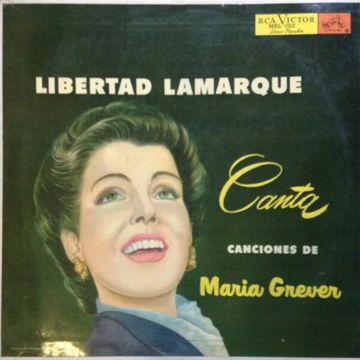 RCA VICTOR
LIBERTAD LAMARQUE
Canta
CANCIONES DE
Maria Grever